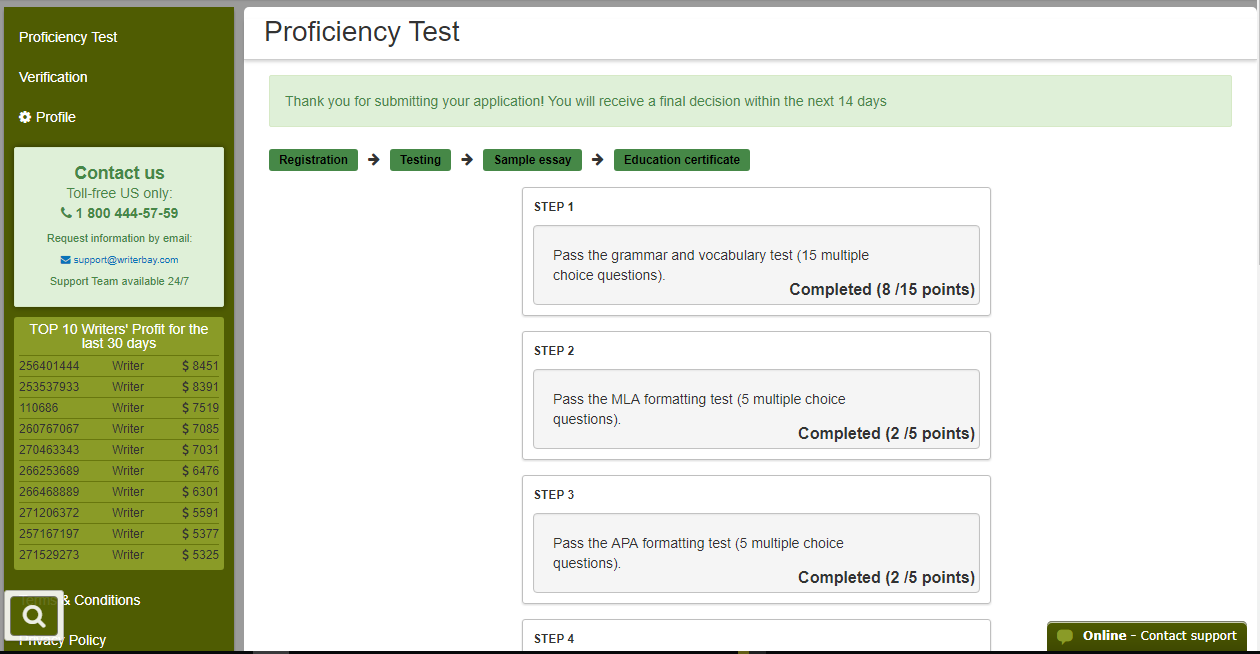 Proficiency Test
Verification
Profile
Contact us
Toll-free US only:
1 800 444-57-59
Request information by email:
support@writerbay.com
Support Team available 24/7
TOP 10 Writers' Profit for the
last 30 days
256401444 Writer $ 8451
253537933 Writer $ 8391
110686 Writer $ 7519
260767067 Writer $ 7085
270463343 Writer $ 7031
266253689 Writer $ 6476
266468889 Writer $ 6301
271206372 Writer $ 5591
257167197 Writer $ 5377
271529273 Writer $ 5325
Terms & Conditions
Privacy Policy
Proficiency Test
Thank you for submitting your application! You will receive a final decision within the next 14 days
Registration Testing Sample essay Education certificate
STEP 1
Pass the grammar and vocabulary test (15 multiple
choice questions).
Completed (8 /15 points)
STEP 2
Pass the MLA formatting test (5 multiple choice
questions).
Completed (2 /5 points)
STEP 3
Pass the APA formatting test (5 multiple choice
questions).
Completed (2 /5 points)
STEP 4
Online - Contact support